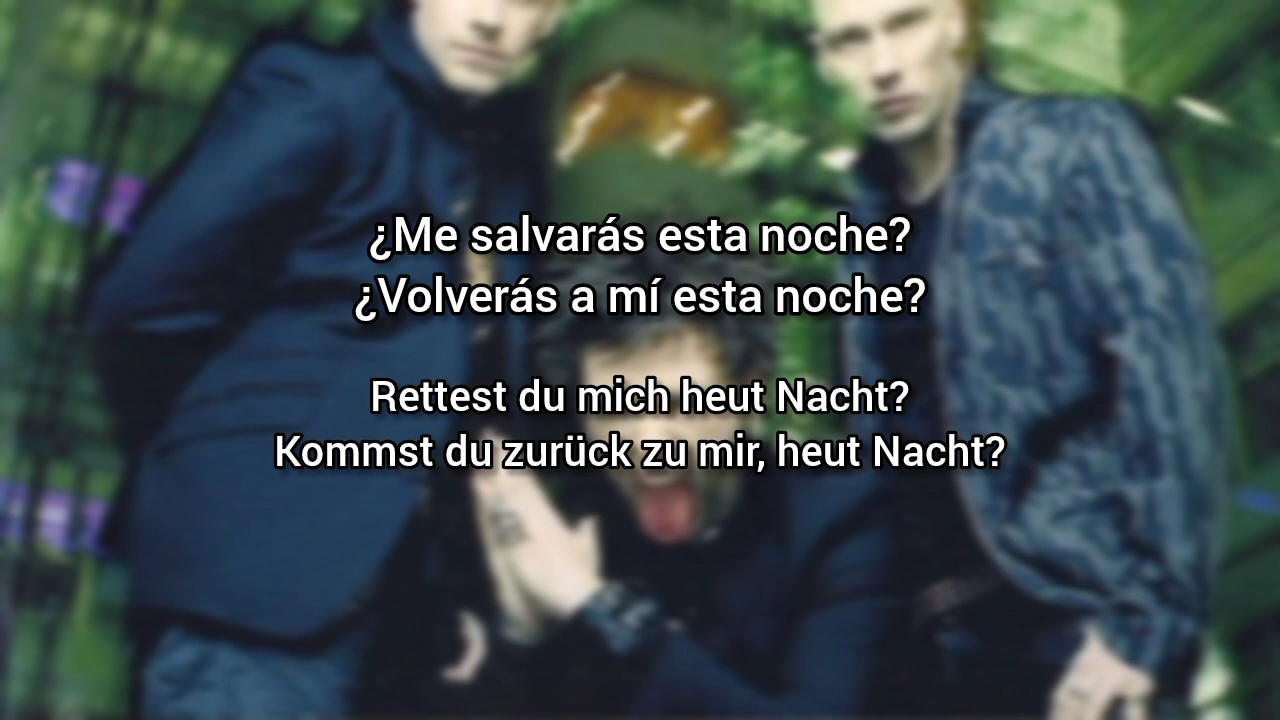 ¿Me salvarás esta noche?
¿Volverás a mí esta noche?
Rettest du mich heut Nacht?
Kommst du zurück zu mir, heut Nacht?